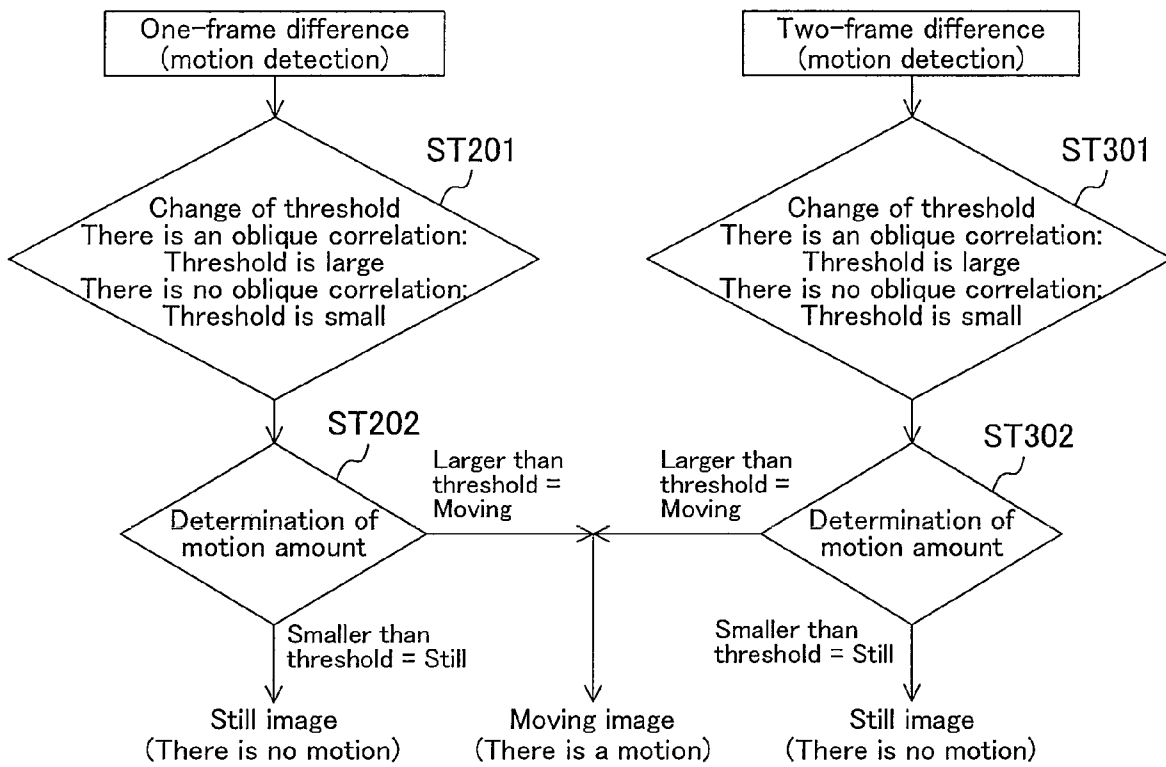 One-frame difference
(motion detection)
Two-frame difference
(motion detection)
ST201
Change of threshold
There is an oblique correlation:
Threshold is large
There is no oblique correlation:
Threshold is small
ST301
Change of threshold
There is an oblique correlation:
Threshold is large
There is no oblique correlation:
Threshold is small
ST202
Determination of
motion amount
Larger than
threshold =
Moving
Larger than
threshold =
Moving
ST302
Determination of
motion amount
Smaller than
threshold = Still
Smaller than
threshold = Still
Still image
(There is no motion)
Moving image
(There is a motion)
Still image
(There is no motion)